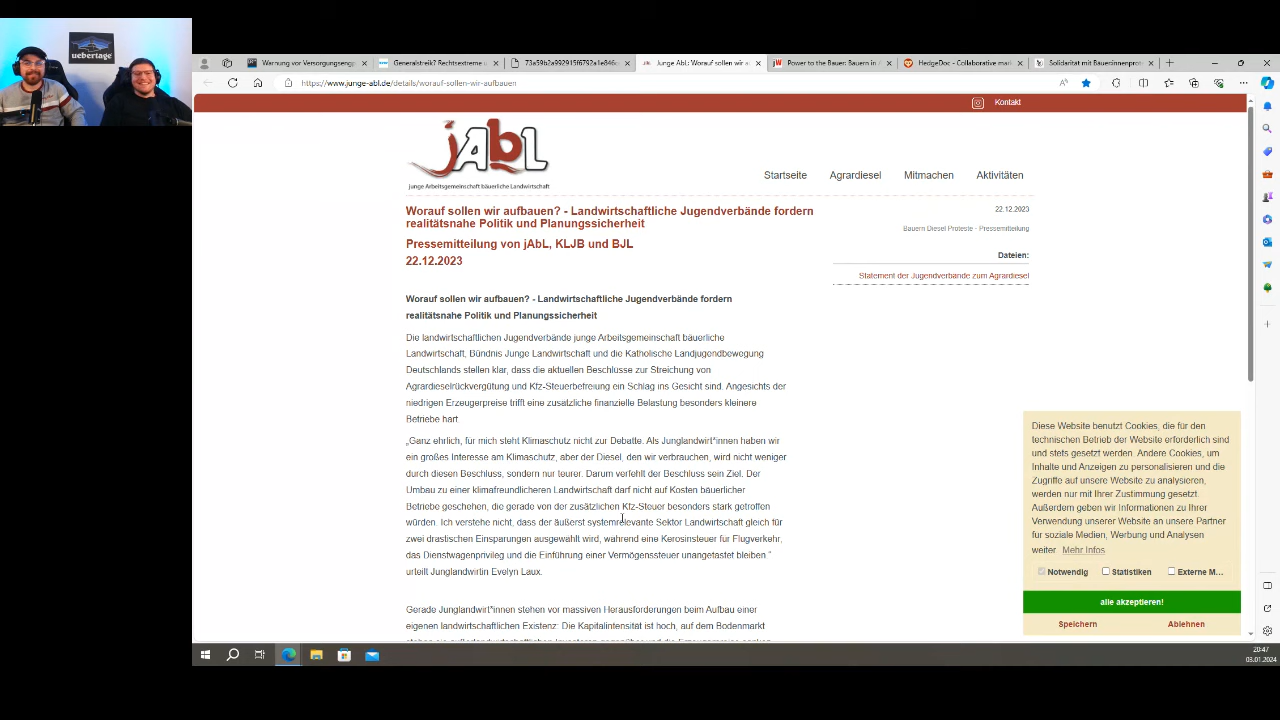 uebertage
Warnung vor Versorgungseng
Generalstreik? Rechtsextreme u
73a59b2a992915f6792a1e846
Junge AbL: Worauf sollen wir a
Power to the Bauer: Bauern in
HedgeDoc - Collaborative ma
Solidarität mit Bäuerinnenprot
https://www.junge-abl.de/details/worauf-sollen-wir-aufbauen
Kontakt
jAbL
junge Arbeitsgemeinschaft bäuerliche Landwirtschaft
Startseite Agrardiesel Mitmachen Aktivitäten
Worauf sollen wir aufbauen? - Landwirtschaftliche Jugendverbände fordern
realitätsnahe Politik und Planungssicherheit
Pressemitteilung von jAbL, KLJB und BJL
22.12.2023
22.12.2023
Bauern Diesel Proteste - Pressemitteilung
Dateien:
Statement der Jugendverbände zum Agrardiesel
Worauf sollen wir aufbauen? - Landwirtschaftliche Jugendverbände fordern
realitätsnahe Politik und Planungssicherheit
Die landwirtschaftlichen Jugendverbände junge Arbeitsgemeinschaft bäuerliche
Landwirtschaft, Bündnis Junge Landwirtschaft und die Katholische Landjugendbewegung
Deutschlands stellen klar, dass die aktuellen Beschlusse zur Streichung von
Agrardieselrückvergütung und Kfz-Steuerbefreiung ein Schlag ins Gesicht sind. Angesichts der
niedrigen Erzeugerpreise trifft eine zusätzliche finanzielle Belastung besonders kleinere
Betriebe hart.
„Ganz ehrlich, für mich steht Klimaschutz nicht zur Debatte. Als Junglandwirt*innen haben wir
ein großes Interesse am Klimaschutz, aber der Diesel, den wir verbrauchen, wird nicht weniger
durch diesen Beschluss, sondern nur teurer. Darum verfehlt der Beschluss sein Ziel. Der
Umbau zu einer klimafreundlicheren Landwirtschaft darf nicht auf Kosten bäuerlicher
Betriebe geschehen, die gerade von der zusätzlichen Kfz-Steuer besonders stark getroffen
würden. Ich verstehe nicht, dass der äußerst systemrelevante Sektor Landwirtschaft gleich für
zwei drastischen Einsparungen ausgewählt wird, während eine Kerosinsteuer für Flugverkehr,
das Dienstwagenprivileg und die Einführung einer Vermögenssteuer unangetastet bleiben.“
urteilt Junglandwirtin Evelyn Laux.
Gerade Junglandwirt*innen stehen vor massiven Herausforderungen beim Aufbau einer
eigenen landwirtschaftlichen Existenz: Die Kapitalintensität ist hoch, auf dem Bodenmarkt
Diese Website benutzt Cookies, die für den
technischen Betrieb der Website erforderlich sind
und stets gesetzt werden. Andere Cookies, um
Inhalte und Anzeigen zu personalisieren und die
Zugriffe auf unsere Website zu analysieren,
werden nur mit Ihrer Zustimmung gesetzt.
Außerdem geben wir Informationen zu Ihrer
Verwendung unserer Website an unsere Partner
für soziale Medien, Werbung und Analysen
weiter. Mehr Infos
Notwendig Statistiken Externe M...
alle akzeptieren!
Speichern Ablehnen
20:47
03.01.2024